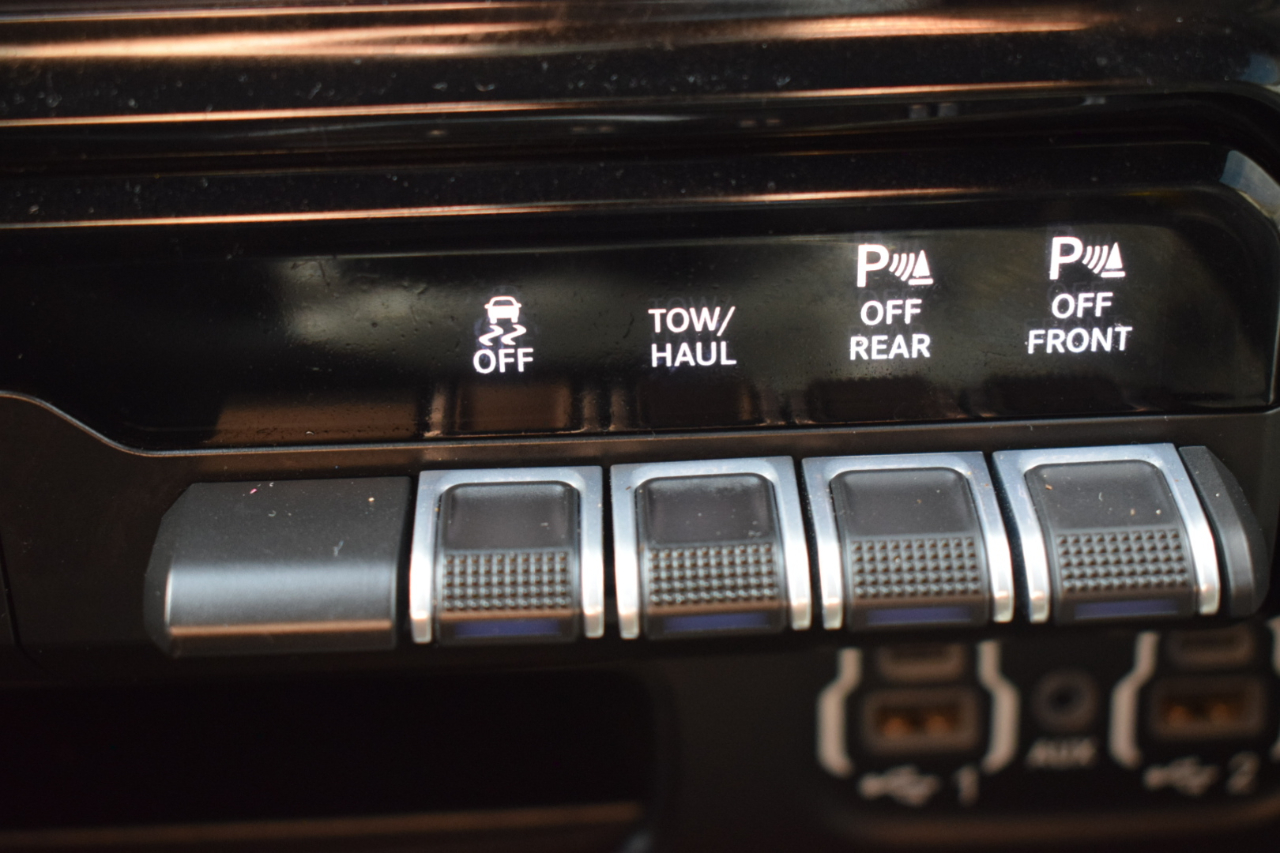 OFF
TOW/
HAUL
P
OFF
REAR
P
OFF
FRONT
1
AUX
2